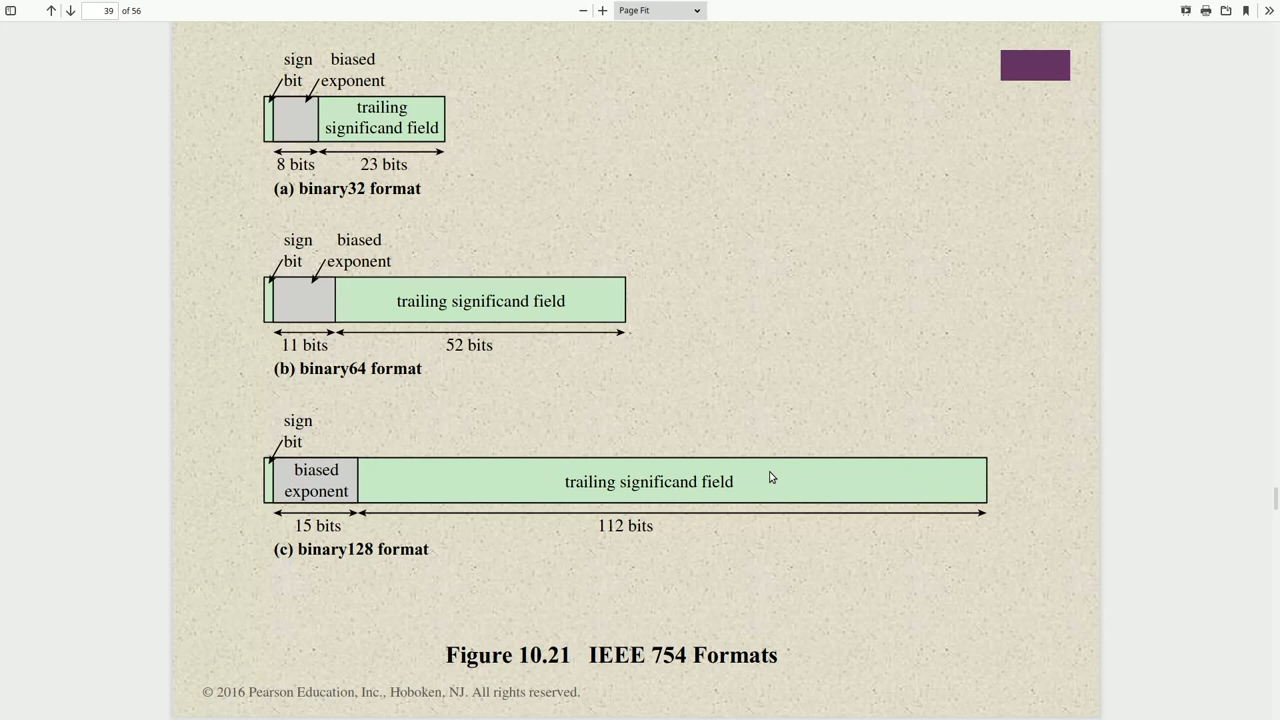 39 of 56
Page Fit
sign biased
bit exponent
trailing
significand field
8 bits 23 bits
(a) binary32 format
sign biased
bit exponent
trailing significand field
11 bits 52 bits
(b) binary64 format
sign
bit
biased
exponent
trailing significand field
15 bits 112 bits
(c) binary128 format
Figure 10.21 IEEE 754 Formats
© 2016 Pearson Education, Inc., Hoboken, NJ. All rights reserved.